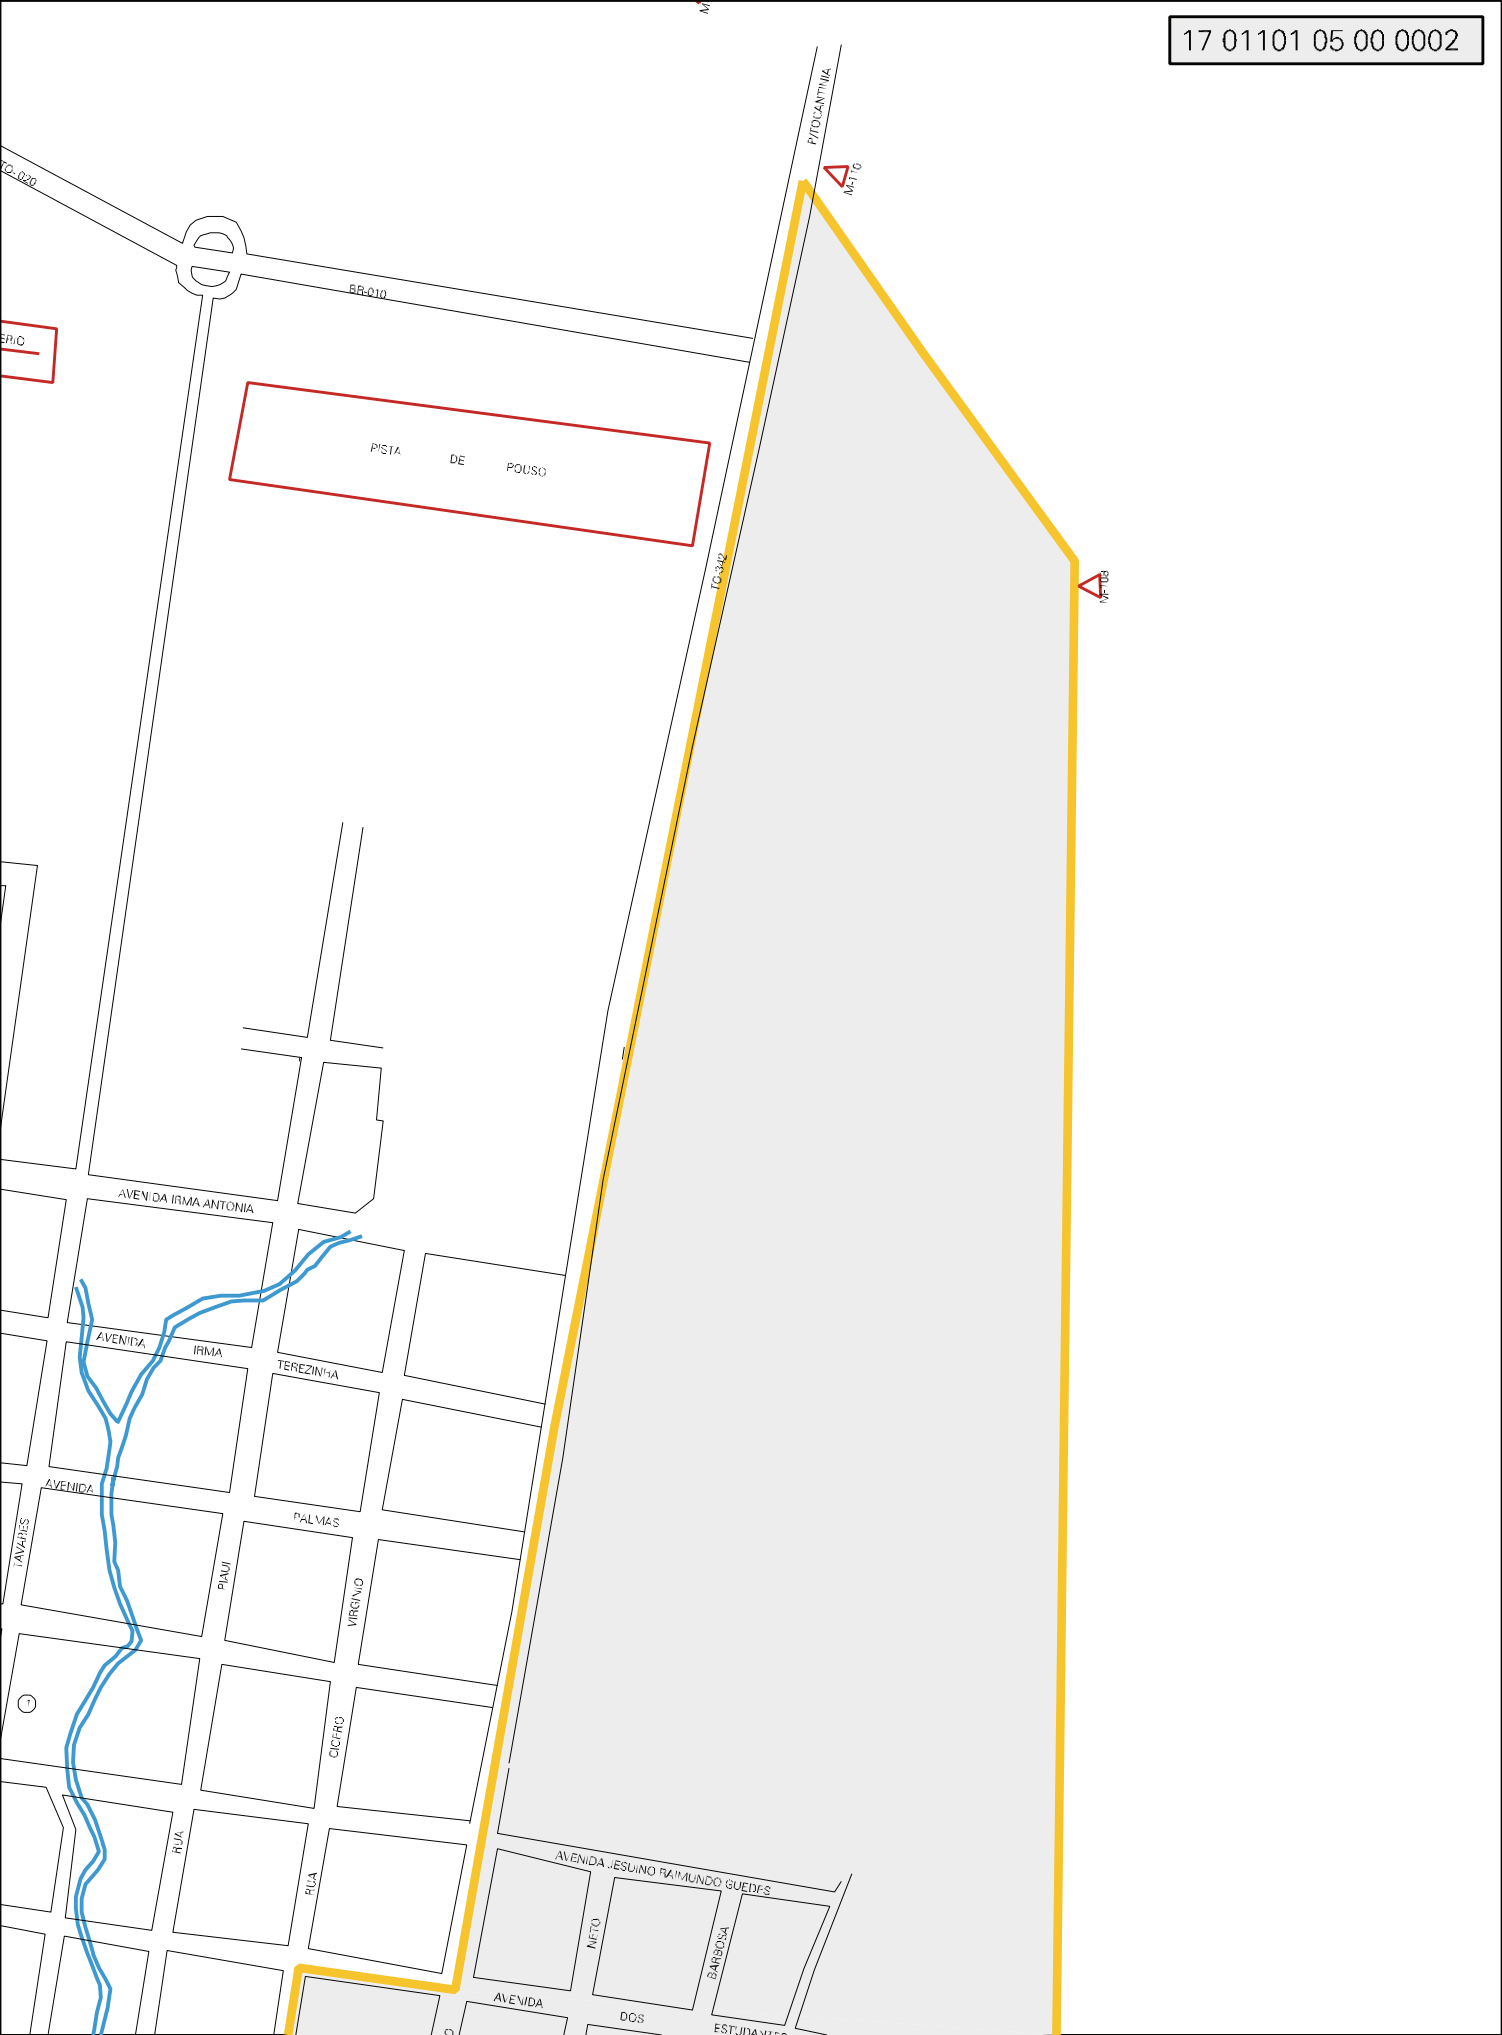 17 01101 05 00 0002
P/TOCANTINIA
M-110
TO-020
BR-010
PISTA DE POUSO
TO-342
AVENIDA IRMA ANTONIA
AVENIDA IRMA TEREZINHA
AVENIDA PALMAS
TAVARES
PIAUI
VIRGINIO
CICERO
RUA
RUA
AVENIDA JESUINO RAIMUNDO GUEDES
NETO
BARBOSA
AVENIDA DOS ESTUDANTES